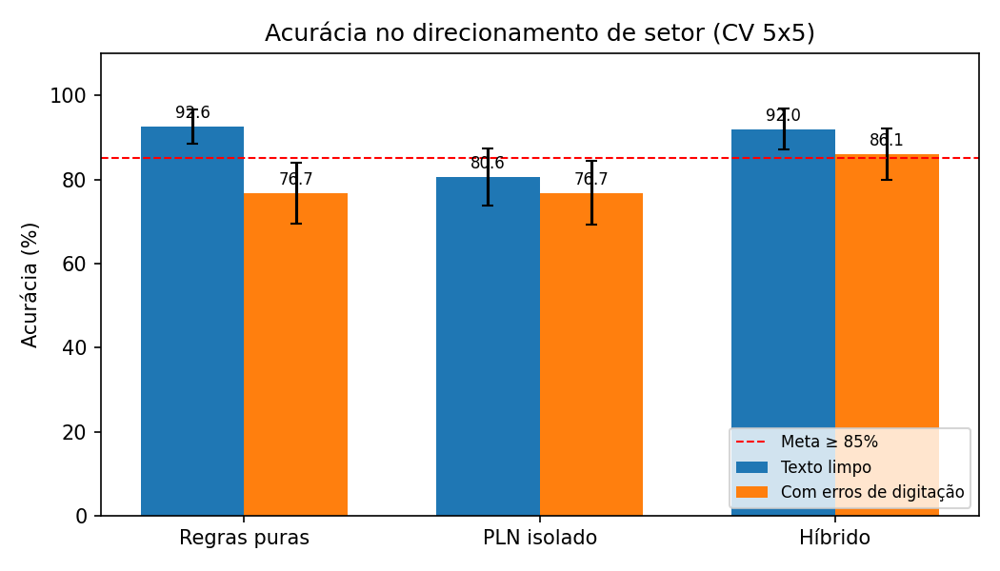 Acurácia no direcionamento de setor (CV 5x5)
Acurácia (%)
100
80
60
40
20
0
92.6
76.7
80.6
76.7
92.0
86.1
Meta ≥ 85%
Texto limpo
Com erros de digitação
Regras puras
PLN isolado
Híbrido